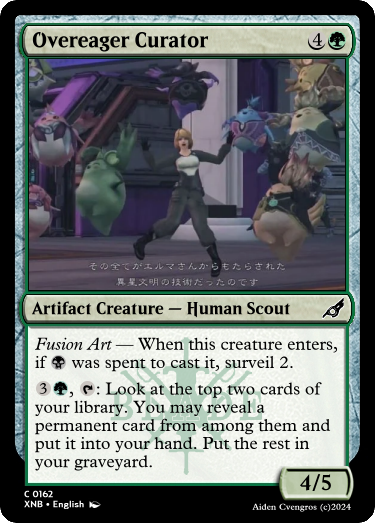 Overereager Curator 4
その全てがエルマさんからもたらされた
異星文明の技術だったのです
Artifact Creature — Human Scout
Fusion Art — When this creature enters,
if was spent to cast it, surveil 2.
3 , : Look at the top two cards of
your library. You may reveal a
permanent card from among them and
put it into your hand. Put the rest in
your graveyard.
4/5
C 0162
XNB • English
Aiden Cvengros (c)2024